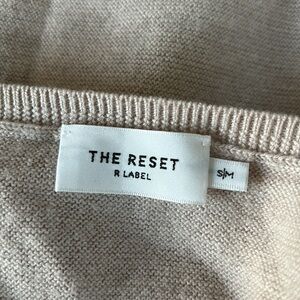 THE RESET
R LABEL
S|M